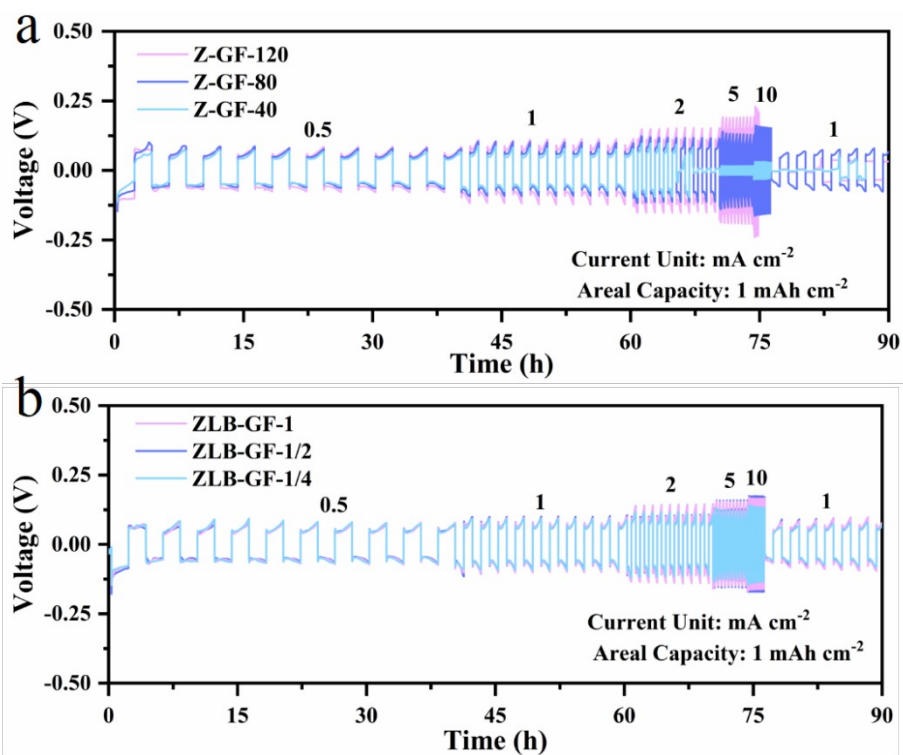 a
0.50
0.25
0.00
-0.25
-0.50
Voltage (V)
Z-GF-120
Z-GF-80
Z-GF-40
0.5
1
2
5
10
1
Current Unit: mA cm⁻²
Areal Capacity: 1 mAh cm⁻²
0 15 30 45 60 75 90
Time (h)
b
0.50
0.25
0.00
-0.25
-0.50
Voltage (V)
ZLB-GF-1
ZLB-GF-1/2
ZLB-GF-1/4
0.5
1
2
5
10
1
Current Unit: mA cm⁻²
Areal Capacity: 1 mAh cm⁻²
0 15 30 45 60 75 90
Time (h)